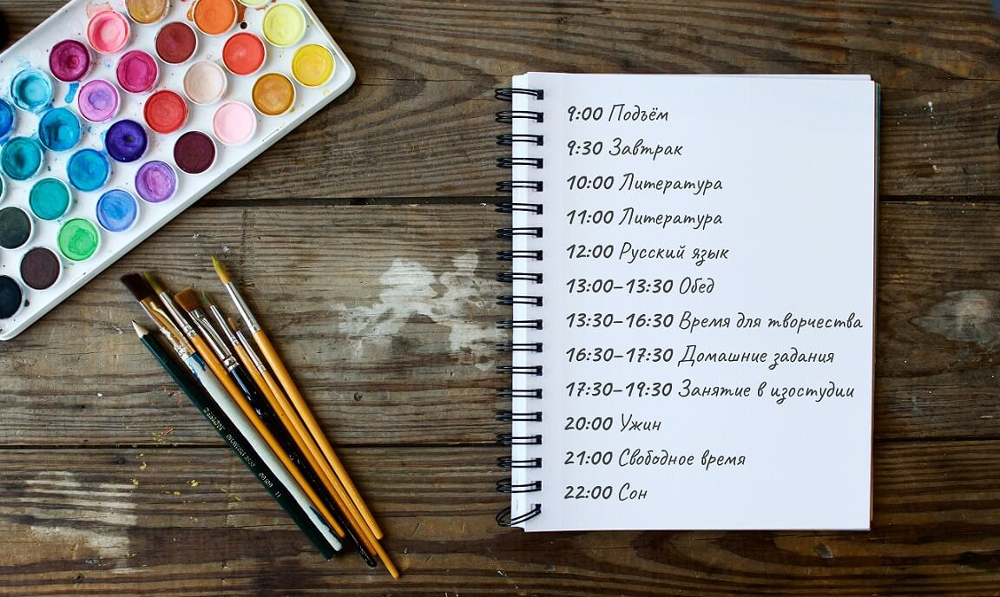 9:00 Подъём
9:30 Завтрак
10:00 Литература
11:00 Литература
12:00 Русский язык
13:00–13:30 Обед
13:30–16:30 Время для творчества
16:30–17:30 Домашние задания
17:30–19:30 Занятие в изостудии
20:00 Ужин
21:00 Свободное время
22:00 Сон